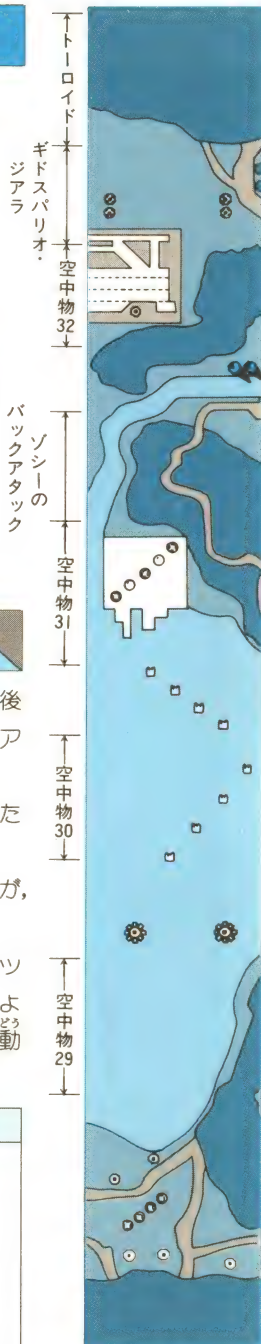 トーロイド
ギドスパリオ・
ジアラ
空中物32
ゾシーの
バックアタック
空中物31
空中物30
空中物29
後
ア
た
が,
ツ
よ
動
どう